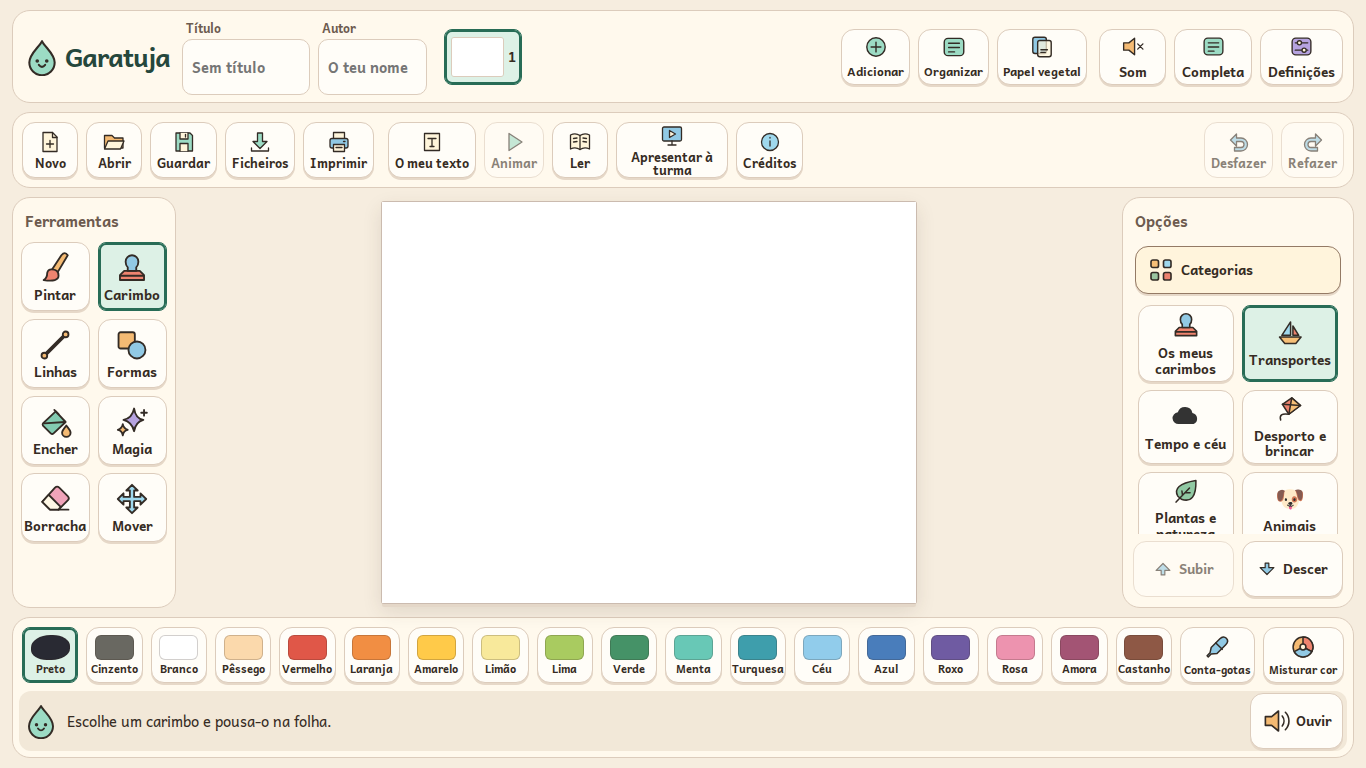 Garatuja
Título
Sem título
Autor
O teu nome
1
Adicionar
Organizar
Papel vegetal
Som
Completa
Definições
Novo
Abrir
Guardar
Ficheiros
Imprimir
O meu texto
Animar
Ler
Apresentar à
turma
Créditos
Desfazer
Refazer
Ferramentas
Pintar
Carimbo
Linhas
Formas
Encher
Magia
Borracha
Mover
Opções
Categorias
Os meus
carimbos
Transportes
Tempo e céu
Desporto e
brincar
Plantas e
natureza
Animais
Subir
Descer
Preto
Cinzento
Branco
Pêssego
Vermelho
Laranja
Amarelo
Limão
Lima
Verde
Menta
Turquesa
Céu
Azul
Roxo
Rosa
Amora
Castanho
Conta-gotas
Misturar cor
Escolhe um carimbo e pousa-o na folha.
Ouvir